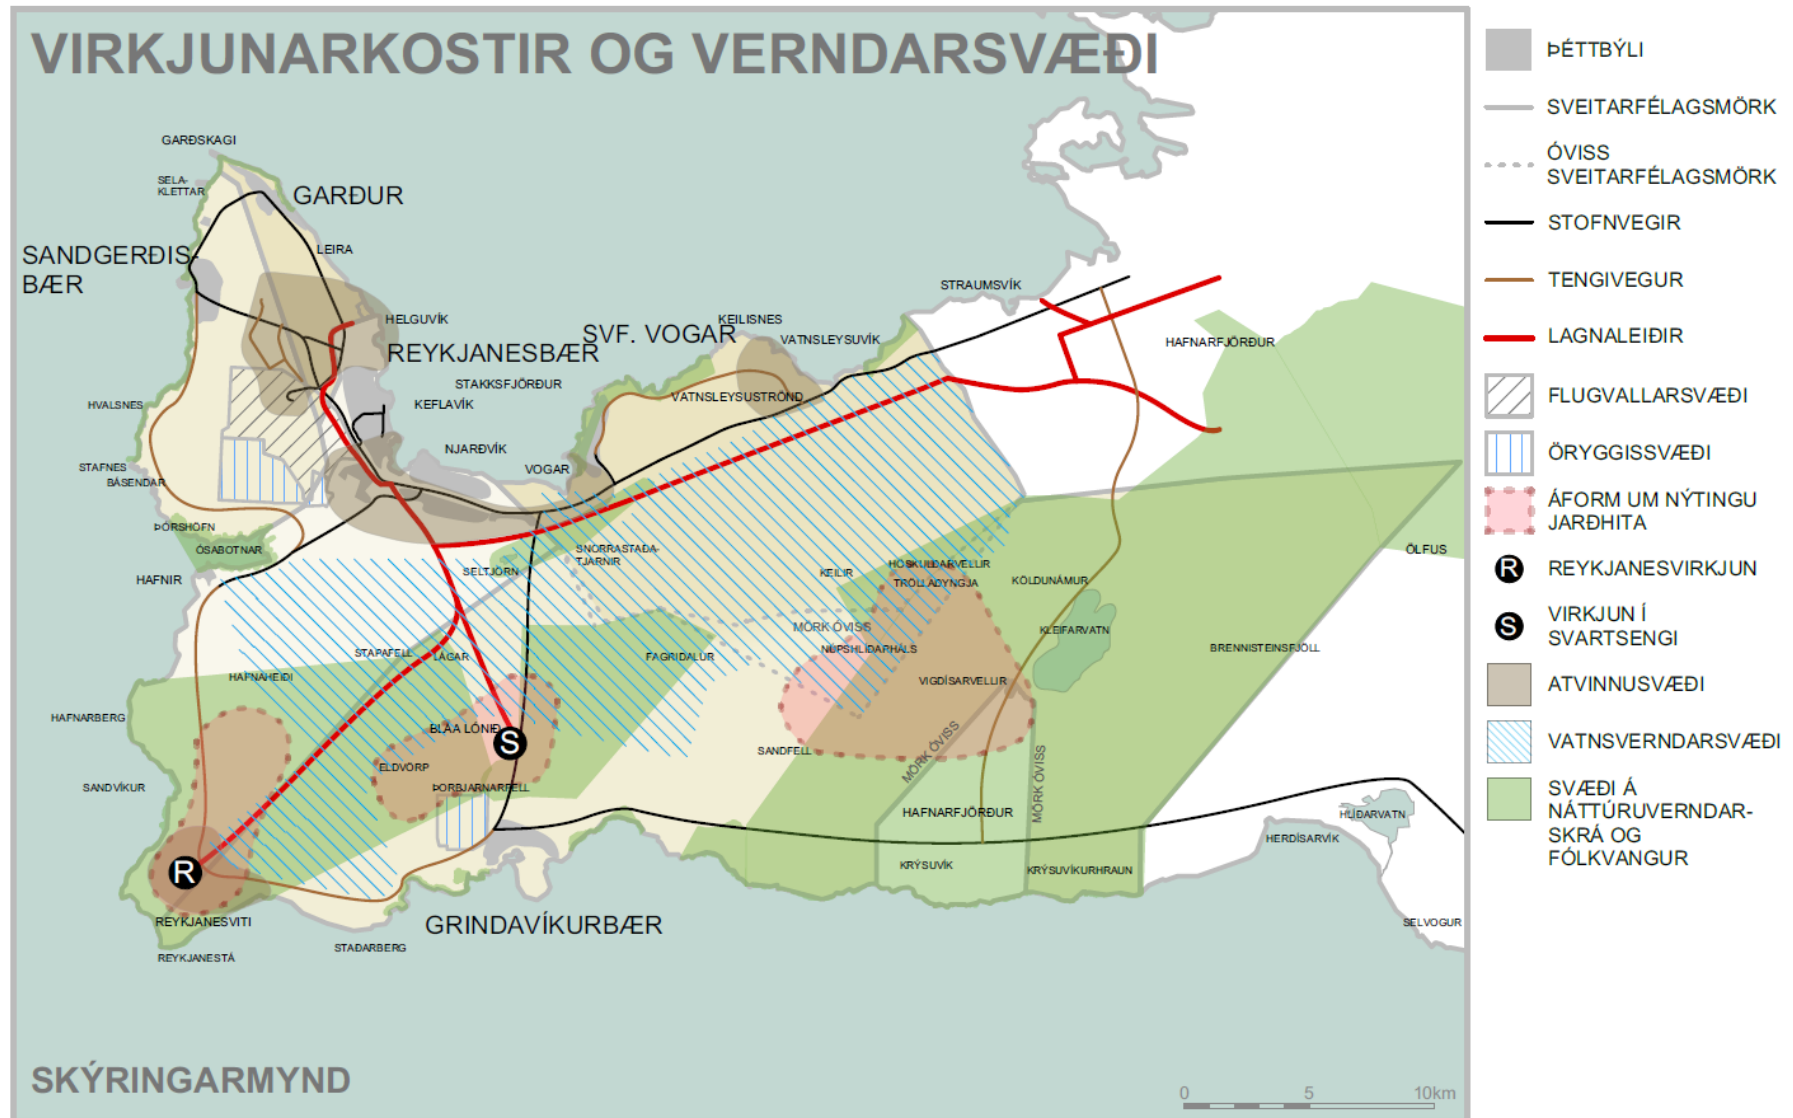 VIRKJUNARKOSTIR OG VERNDARSVÆÐI
GARÐSKAGI
SELA-
KLETTAR
GARÐUR
SANDGERÐIS-
BÆR
LEIRA
HELGUVÍK
REYKJANESBÆR
STAKKSFJÖRÐUR
KEFLAVÍK
NJARÐVÍK
VOGAR
SVF. VOGAR
KEILISNES
VATNSLEYSUVÍK
VATNSLEYSUSTRÖND
STRAUMSVÍK
HAFNARFJÖRÐUR
HVALSNES
STAFNES
BÁSENDAR
ÞÓRSHÖFN
ÓSABOTNAR
HAFNIR
SELTJÖRN
SNORRASTAÐA-
TJARNIR
KEILIR
HÖSKULDARVELLIR
TRÖLLADYNGJA
KÖLDUNÁMUR
ÖLFUS
MÖRK ÓVISS
NÚPSHLÍÐARHÁLS
KLEIFARVATN
BRENNISTEINSFJÖLL
STAPAFELL
LÁGAR
FAGRIDALUR
HAFNAHEIÐI
VIGDÍSARVELLIR
HAFNARBERG
BLÁA LÓNIÐ
S
SANDFELL
MÖRK ÓVISS
MÖRK ÓVISS
ELDVÖRP
ÞORBJARNARFELL
SANDVÍKUR
HAFNARFJÖRÐUR
HLÍÐARVATN
HERDÍSARVÍK
R
KRÝSUVÍK
KRÝSUVÍKURHRAUN
REYKJANESVITI
GRINDAVÍKURBÆR
SELVOGUR
STAÐARBERG
REYKJANESTÁ
SKÝRINGARMYND
0 5 10km
ÞÉTTBÝLI
SVEITARFÉLAGSMÖRK
ÓVISS
SVEITARFÉLAGSMÖRK
STOFNVEGIR
TENGIVEGUR
LAGNALEIÐIR
FLUGVALLARSVÆÐI
ÖRYGGISSVÆÐI
ÁFORM UM NÝTINGU
JARÐHITA
R REYKJANESVIRKJUN
S VIRKJUN Í
SVARTSENGI
ATVINNUSVÆÐI
VATNSVERNDARSVÆÐI
SVÆÐI Á
NÁTTÚRUVERNDAR-
SKRÁ OG
FÓLKVANGUR